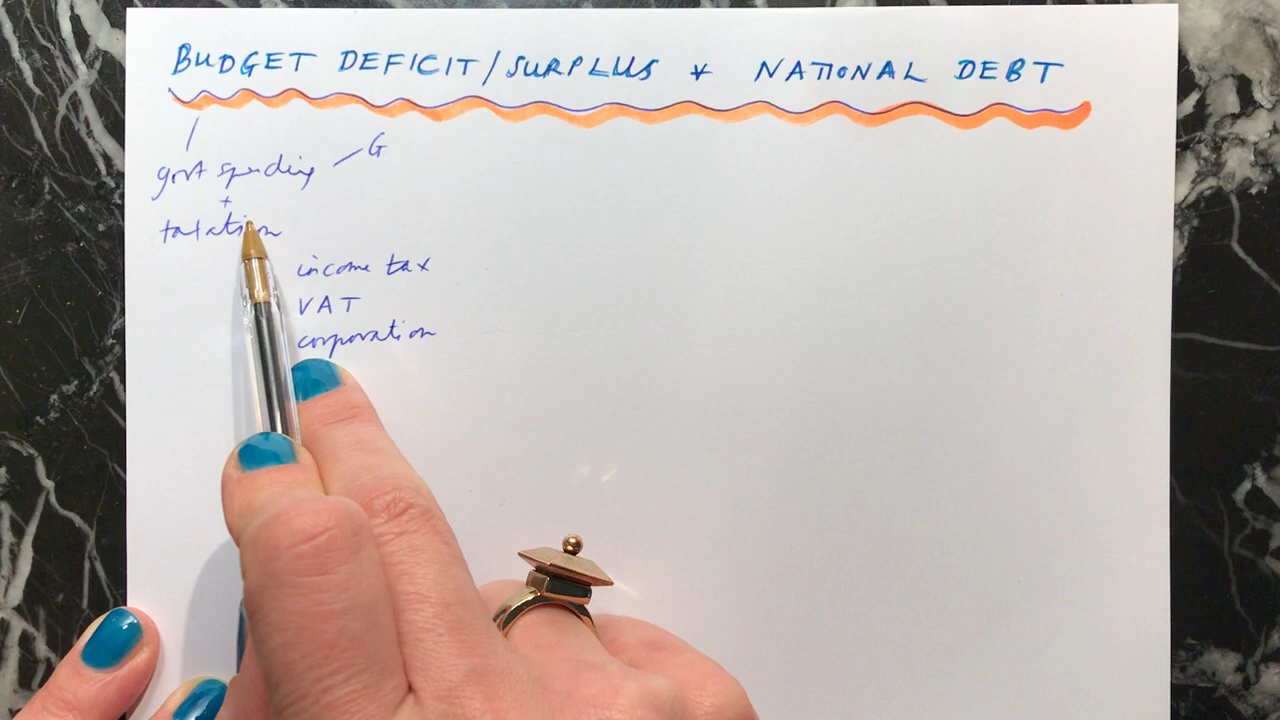 BUDGET DEFICIT/SURPLUS + NATIONAL DEBT
govt spending G
+
taxation
income tax
VAT
corporation